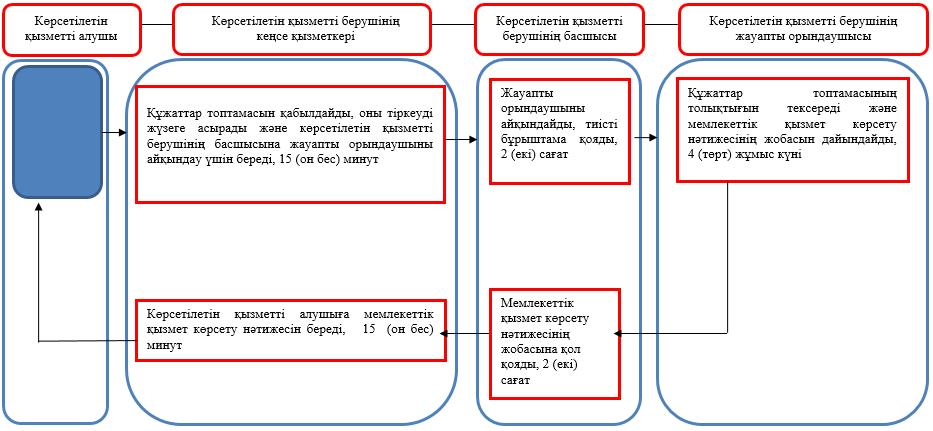 Көрсетілетін
қызметті алушы
Көрсетілетін қызметті берушінің
кеңсе қызметкері
Көрсетілетін қызметті
берушінің басшысы
Көрсетілетін қызметті берушінің
жауапты орындаушысы
Құжаттар топтамасын қабылдайды, оны тіркеуді
жүзеге асырады және көрсетілетін қызметті
берушінің басшысына жауапты орындаушыны
айқындау үшін береді, 15 (он бес) минут
Жауапты
орындаушыны
айқындайды, тиісті
бұрыштама қояды,
2 (екі) сағат
Құжаттар топтамасының
толықтығын тексереді және
мемлекеттік қызмет көрсету
нәтижесінің жобасын дайындайды,
4 (төрт) жұмыс күні
Көрсетілетін қызметті алушыға мемлекеттік
қызмет көрсету нәтижесін береді, 15 (он бес)
минут
Мемлекеттік
қызмет көрсету
нәтижесінің
жобасына қол
қояды, 2 (екі)
сағат